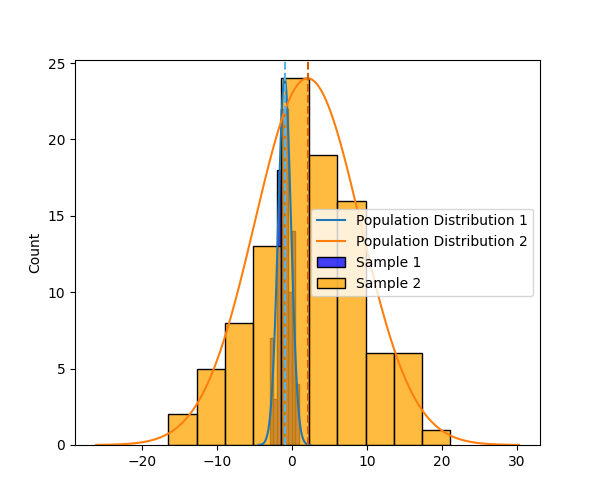 25
20
15
10
5
0
Count
Population Distribution 1
Population Distribution 2
Sample 1
Sample 2
−20
−10
0
10
20
30